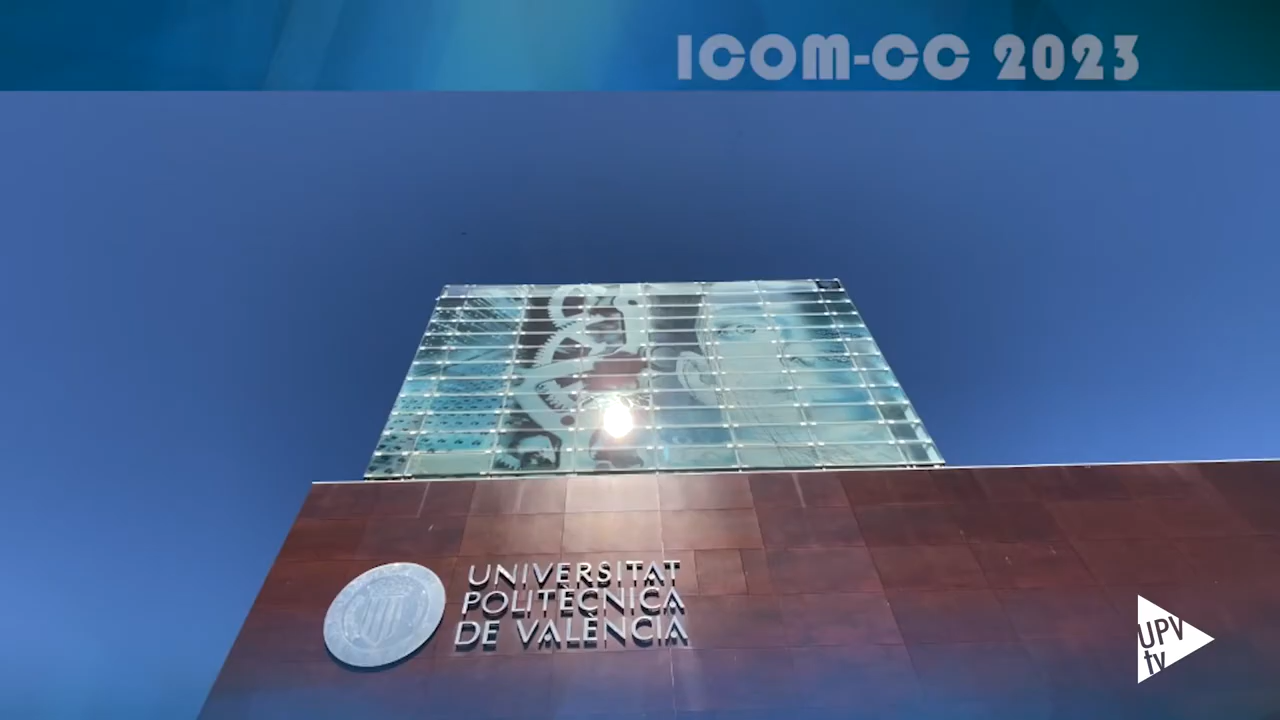 ICOM-CC 2023
UNIVERSITAT
POLITÈCNICA
DE VALÈNCIA
UPV
tv